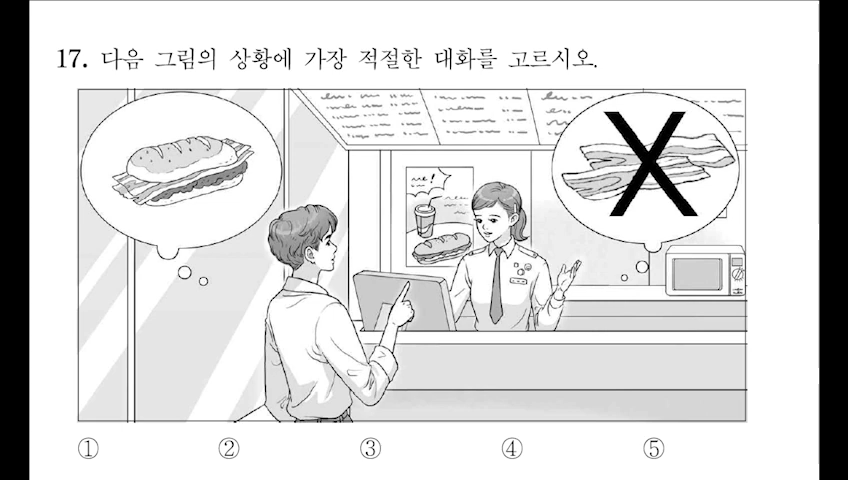 17. 다음 그림의 상황에 가장 적절한 대화를 고르시오.
X
① ② ③ ④ ⑤